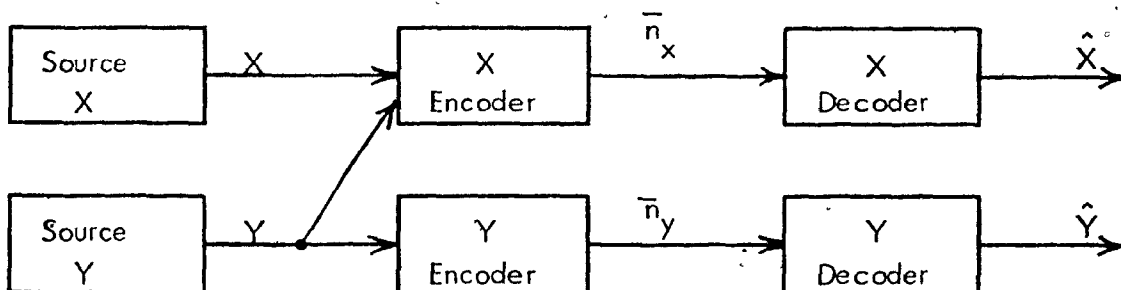 Source X
X
X Encoder
n̄x
X Decoder
X̂
Source Y
Y
Y Encoder
n̄y
Y Decoder
Ŷ